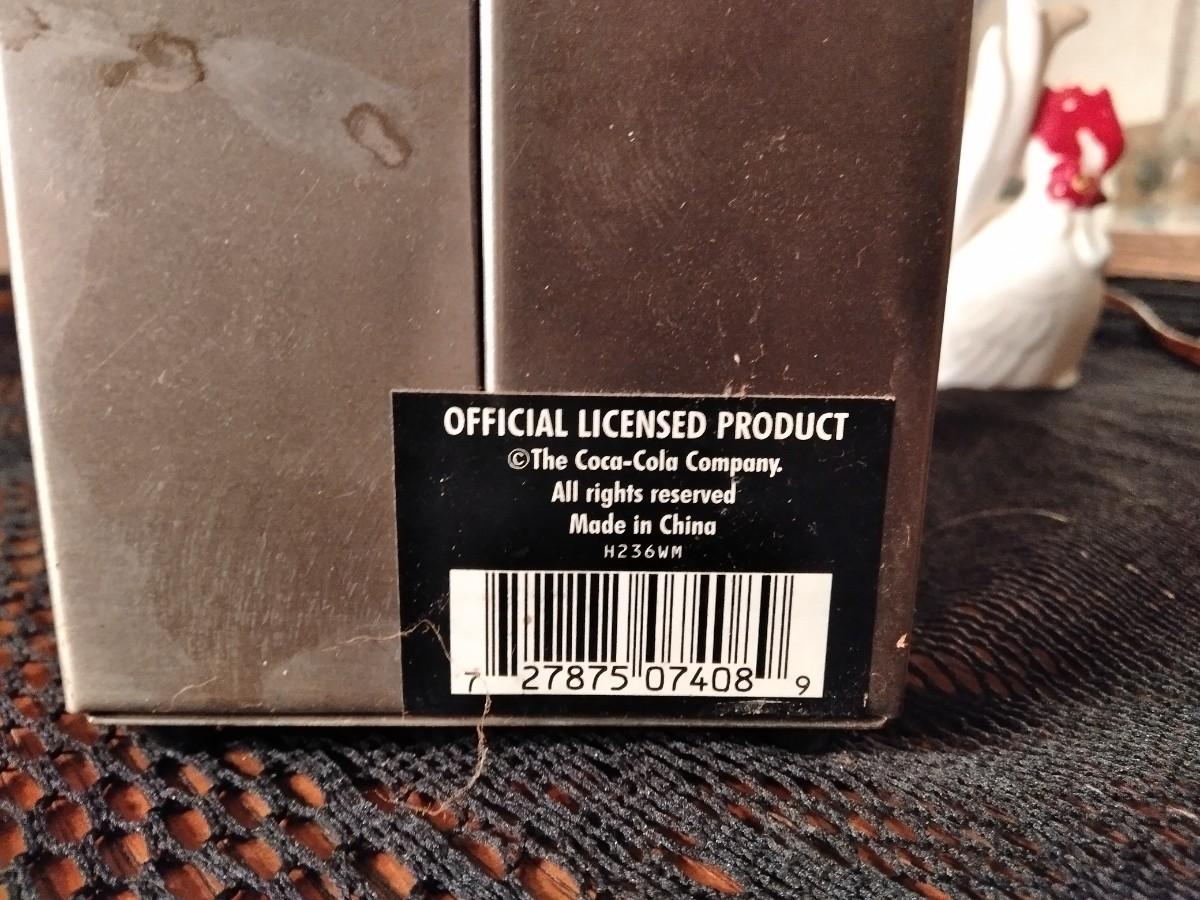 OFFICIAL LICENSED PRODUCT
©The Coca-Cola Company.
All rights reserved
Made in China
H236WM
7 27875 07408 9